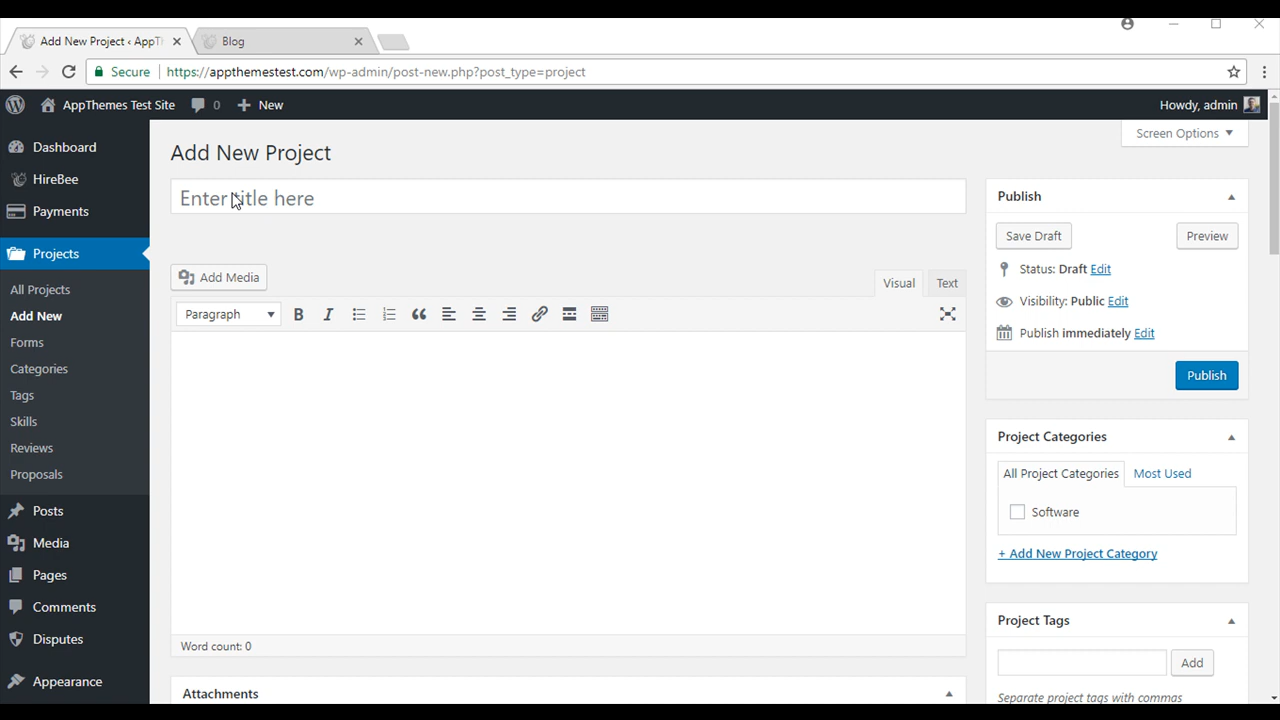 Add New Project ‹ AppT
Blog
Secure
https://appthemestest.com/wp-admin/post-new.php?post_type=project
AppThemes Test Site
0
New
Howdy, admin
Dashboard
HireBee
Payments
Projects
All Projects
Add New
Forms
Categories
Tags
Skills
Reviews
Proposals
Posts
Media
Pages
Comments
Disputes
Appearance
Screen Options
Add New Project
Enter title here
Add Media
Visual
Text
Paragraph
Word count: 0
Attachments
Publish
Save Draft
Preview
Status: Draft Edit
Visibility: Public Edit
Publish immediately Edit
Publish
Project Categories
All Project Categories
Most Used
Software
+ Add New Project Category
Project Tags
Add
Separate project tags with commas